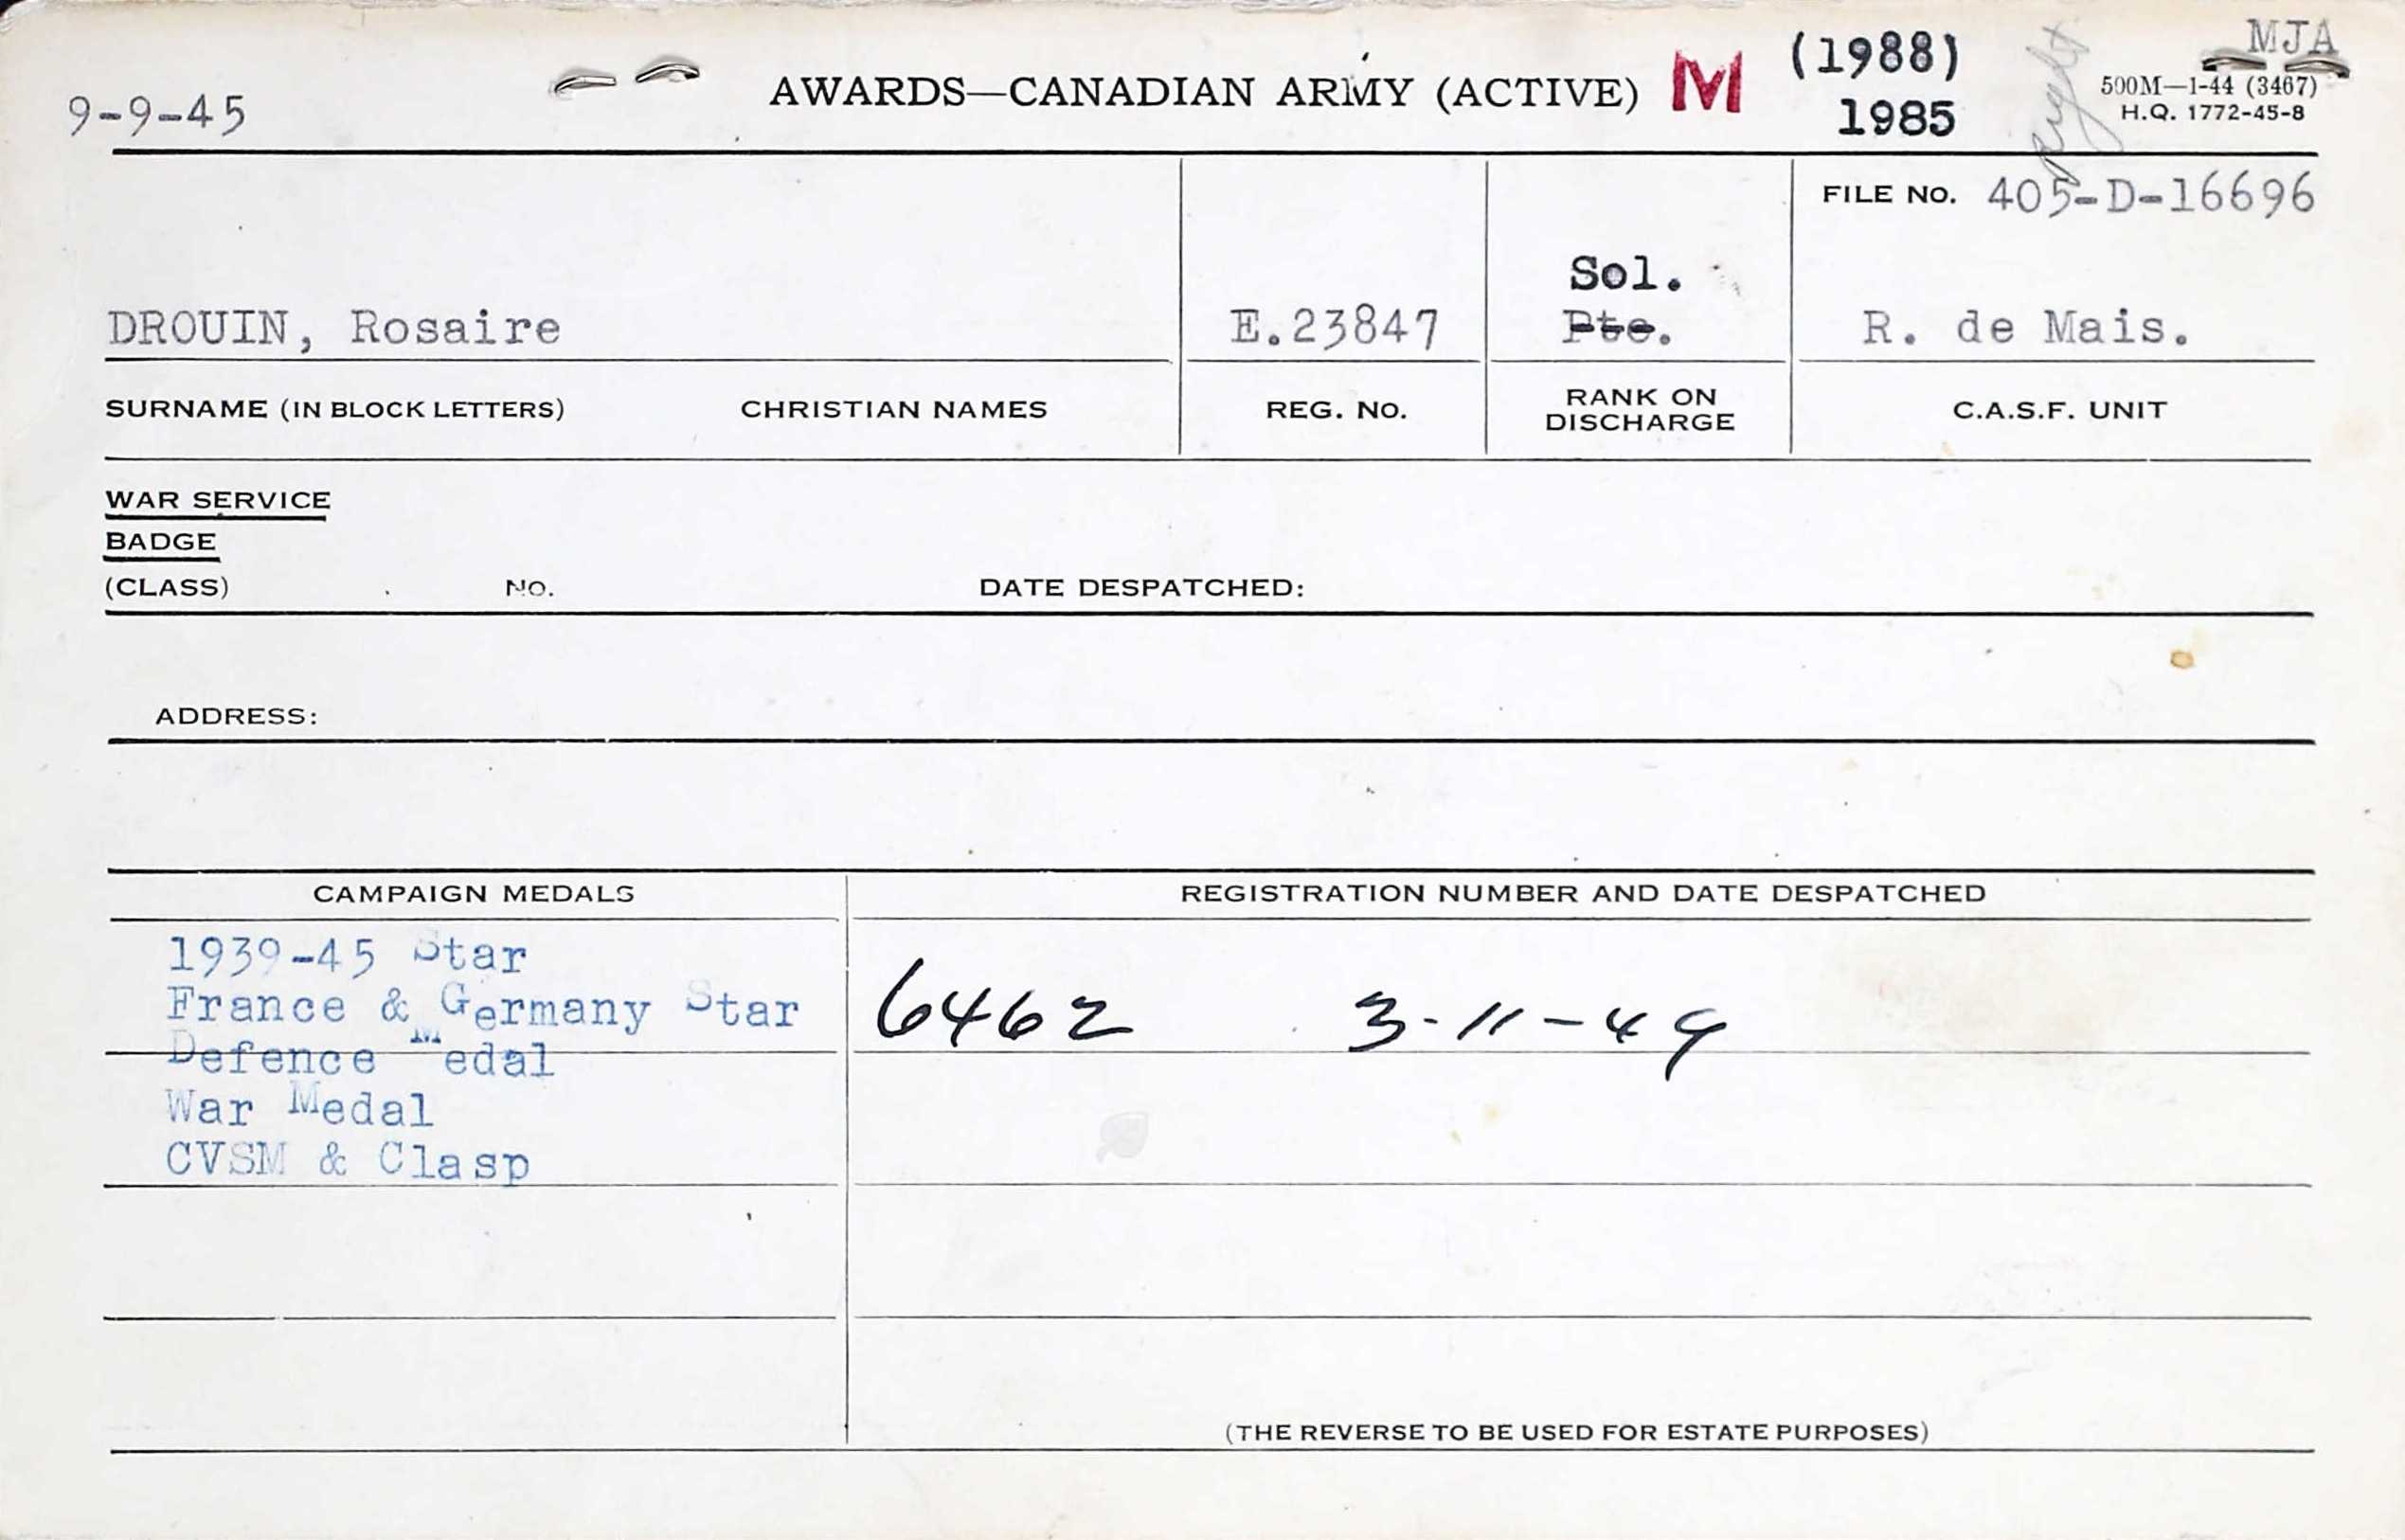 MJA
9-9-45
AWARDS—CANADIAN ARMY (ACTIVE) M (1988)
1985
500M—1-44 (3467)
H.Q. 1772-45-8
FILE No. 405-D-16696
Sol.
DROUIN, Rosaire E.23847 Pte. R. de Mais.
SURNAME (IN BLOCK LETTERS) CHRISTIAN NAMES REG. No. RANK ON DISCHARGE C.A.S.F. UNIT
WAR SERVICE
BADGE
(CLASS) No. DATE DESPATCHED:
ADDRESS:
CAMPAIGN MEDALS REGISTRATION NUMBER AND DATE DESPATCHED
1939-45 Star
France & Germany Star 6462 3-11-49
Defence Medal
War Medal
CVSM & Clasp
(THE REVERSE TO BE USED FOR ESTATE PURPOSES)